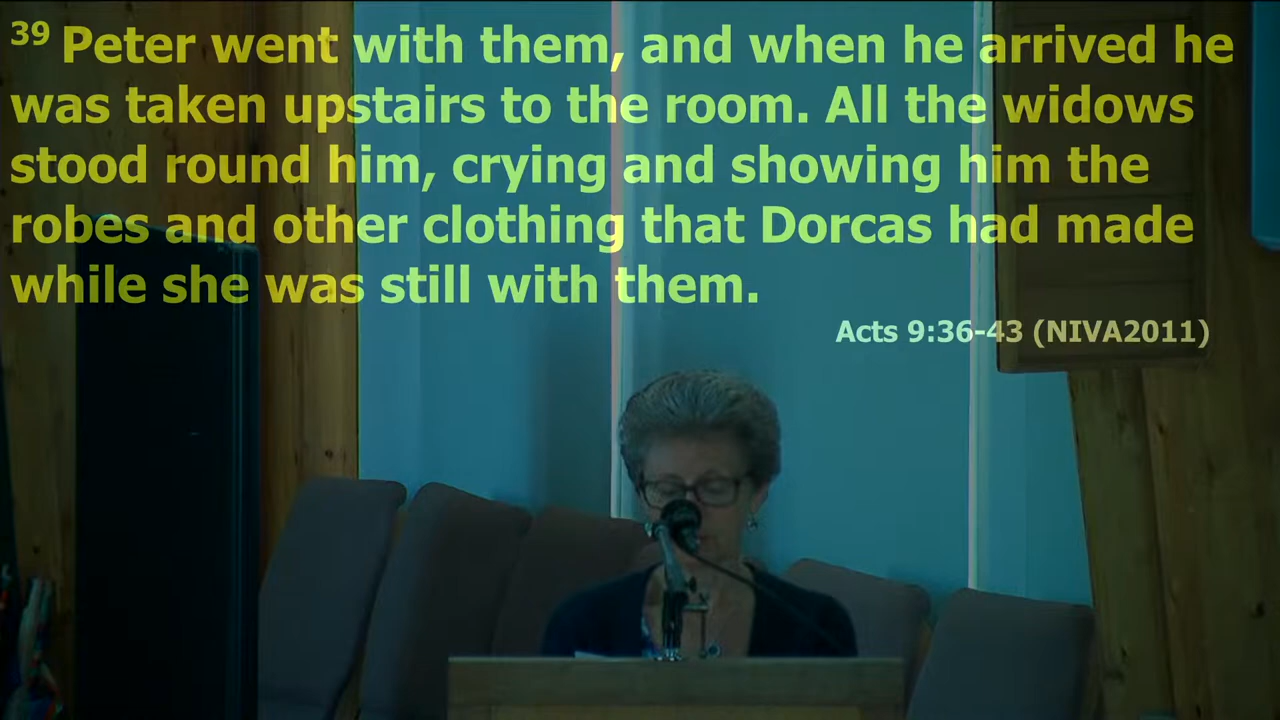 39 Peter went with them, and when he arrived he
was taken upstairs to the room. All the widows
stood round him, crying and showing him the
robes and other clothing that Dorcas had made
while she was still with them.
Acts 9:36-43 (NIVA2011)